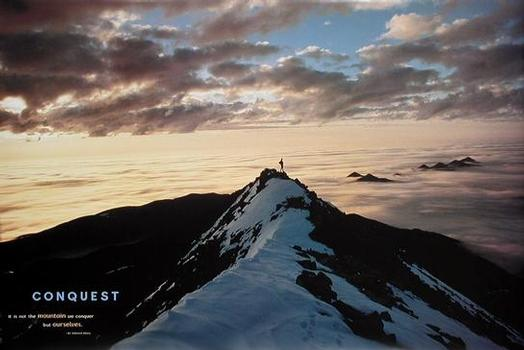 CONQUEST
It is not the mountain we conquer
but ourselves.